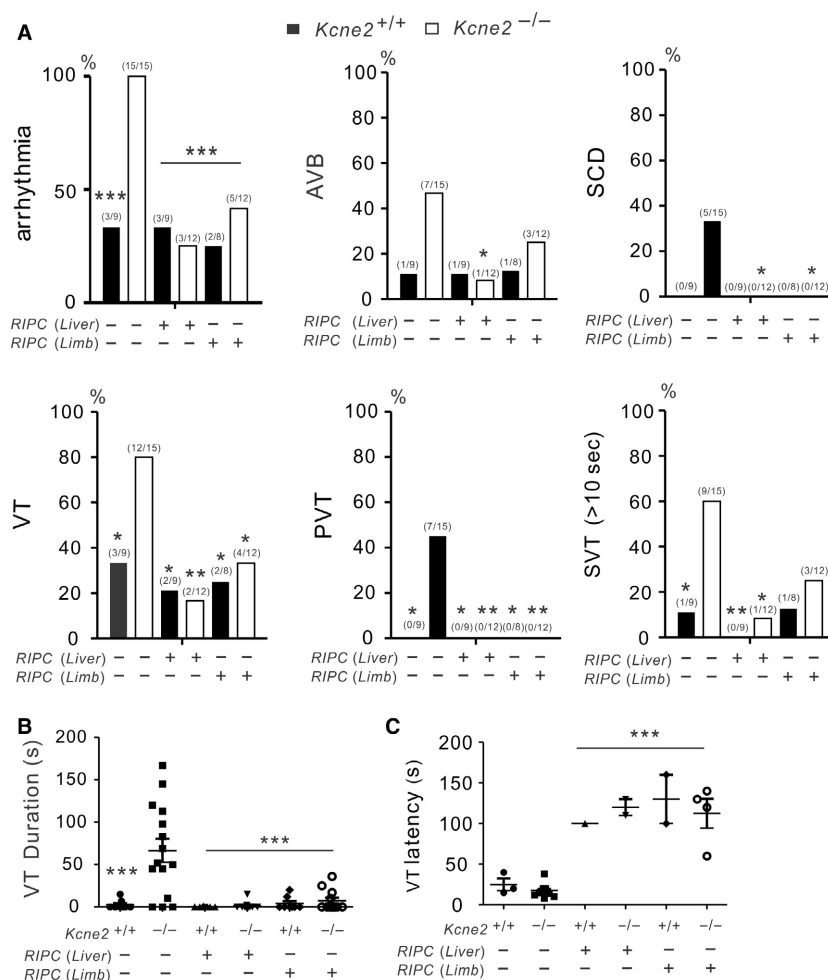 A
Kcne2 +/+ Kcne2 −/−
%
100
50
0
arrhythmia
(3/9) (15/15) (3/9) (3/12) (2/8) (5/12)
*** ***
RIPC (Liver) − − + + − −
RIPC (Limb) − − − − + +
%
100
80
60
40
20
0
AVB
(1/9) (7/15) (1/9) (1/12) (1/8) (3/12)
*
RIPC (Liver) − − + + − −
RIPC (Limb) − − − − + +
%
100
80
60
40
20
0
SCD
(0/9) (5/15) (0/9) (0/12) (0/8) (0/12)
* *
RIPC (Liver) − − + + − −
RIPC (Limb) − − − − + +
%
100
80
60
40
20
0
VT
(3/9) (12/15) (2/9) (2/12) (2/8) (4/12)
* * ** * *
RIPC (Liver) − − + + − −
RIPC (Limb) − − − − + +
%
100
80
60
40
20
0
PVT
(0/9) (7/15) (0/9) (0/12) (0/8) (0/12)
* * ** * **
RIPC (Liver) − − + + − −
RIPC (Limb) − − − − + +
%
100
80
60
40
20
0
SVT (>10 sec)
(1/9) (9/15) (0/9) (1/12) (1/8) (3/12)
* ** *
RIPC (Liver) − − + + − −
RIPC (Limb) − − − − + +
B
200
150
100
50
0
VT Duration (s)
*** ***
Kcne2 +/+ −/− +/+ −/− +/+ −/−
RIPC (Liver) − − + + − −
RIPC (Limb) − − − − + +
C
200
150
100
50
0
VT latency (s)
***
Kcne2 +/+ −/− +/+ −/− +/+ −/−
RIPC (Liver) − − + + − −
RIPC (Limb) − − − − + +